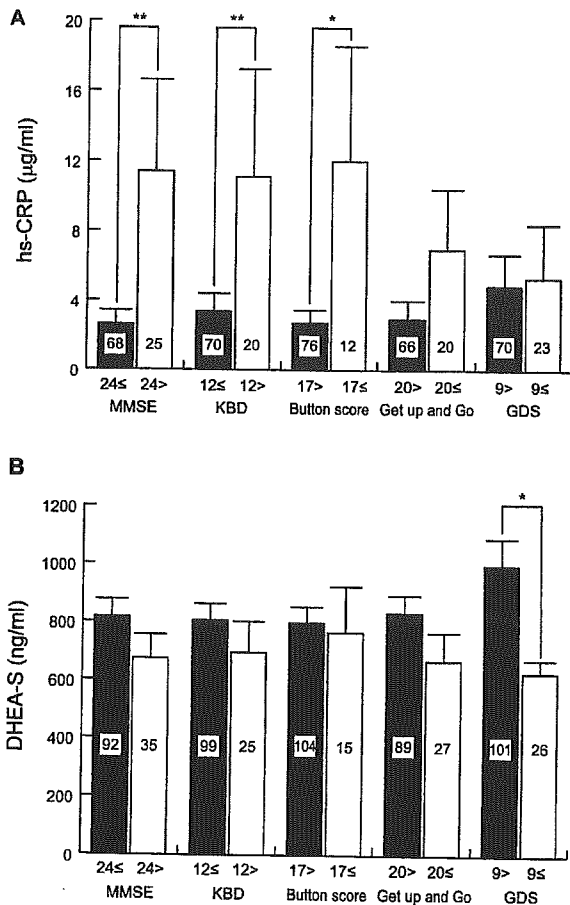 A
** ** *
20
16
12
8
4
0
hs-CRP (μg/ml)
68 25 70 20 76 12 66 20 70 23
24≤ 24> 12≤ 12> 17> 17≤ 20> 20≤ 9> 9≤
MMSE KBD Button score Get up and Go GDS
B
*
1200
1000
800
600
400
200
0
DHEA-S (ng/ml)
92 35 99 25 104 15 89 27 101 26
24≤ 24> 12≤ 12> 17> 17≤ 20> 20≤ 9> 9≤
MMSE KBD Button score Get up and Go GDS